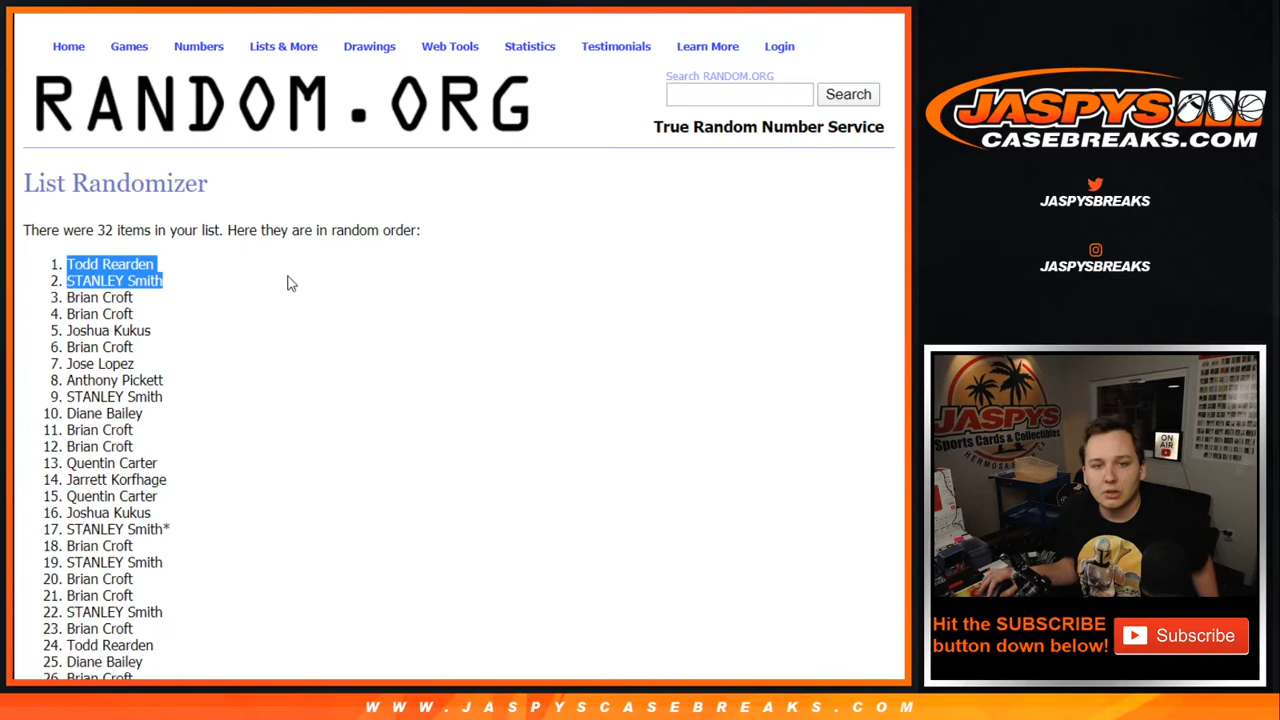 Home Games Numbers Lists & More Drawings Web Tools Statistics Testimonials Learn More Login
RANDOM.ORG
Search RANDOM.ORG
Search
True Random Number Service
List Randomizer
There were 32 items in your list. Here they are in random order:
1. Todd Rearden
2. STANLEY Smith
3. Brian Croft
4. Brian Croft
5. Joshua Kukus
6. Brian Croft
7. Jose Lopez
8. Anthony Pickett
9. STANLEY Smith
10. Diane Bailey
11. Brian Croft
12. Brian Croft
13. Quentin Carter
14. Jarrett Korfhage
15. Quentin Carter
16. Joshua Kukus
17. STANLEY Smith*
18. Brian Croft
19. STANLEY Smith
20. Brian Croft
21. Brian Croft
22. STANLEY Smith
23. Brian Croft
24. Todd Rearden
25. Diane Bailey
26. Brian Croft
JASPYS
CASEBREAKS.COM
JASPYSBREAKS
JASPYSBREAKS
JASPYS
Sports Cards & Collectibles
HERMOSA
ON
AIR
Hit the SUBSCRIBE
button down below!
Subscribe
WWW.JASPYSCASEBREAKS.COM